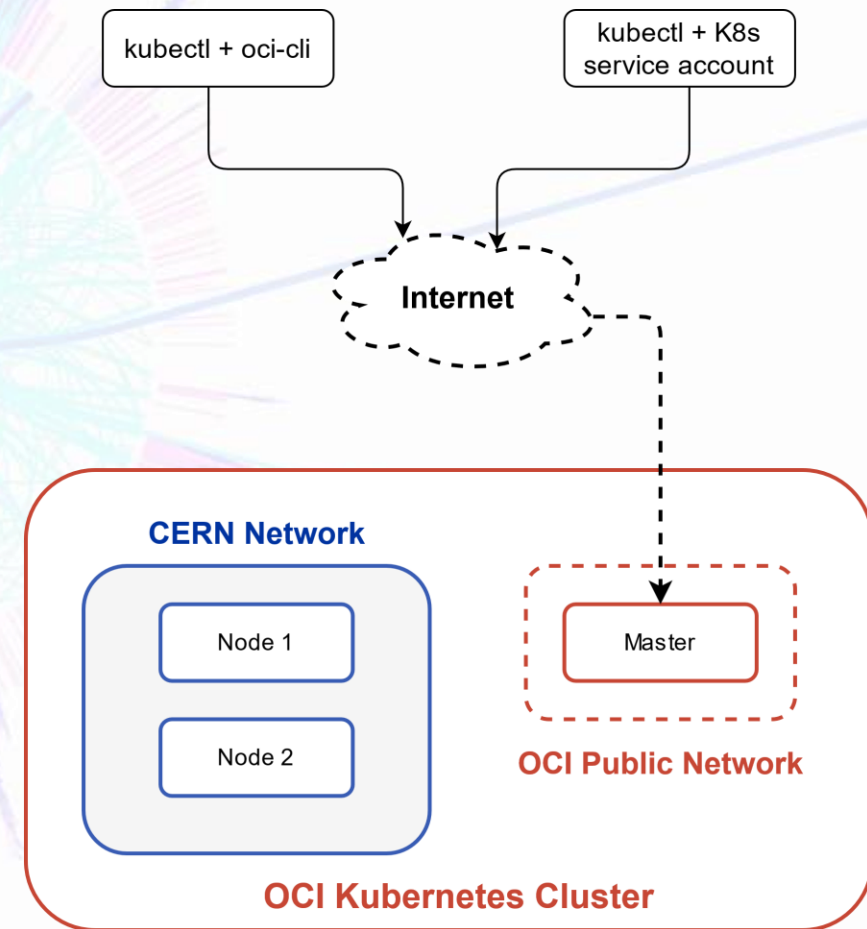 kubectl + oci-cli
kubectl + K8s
service account
Internet
CERN Network
Node 1
Master
Node 2
OCI Public Network
OCI Kubernetes Cluster